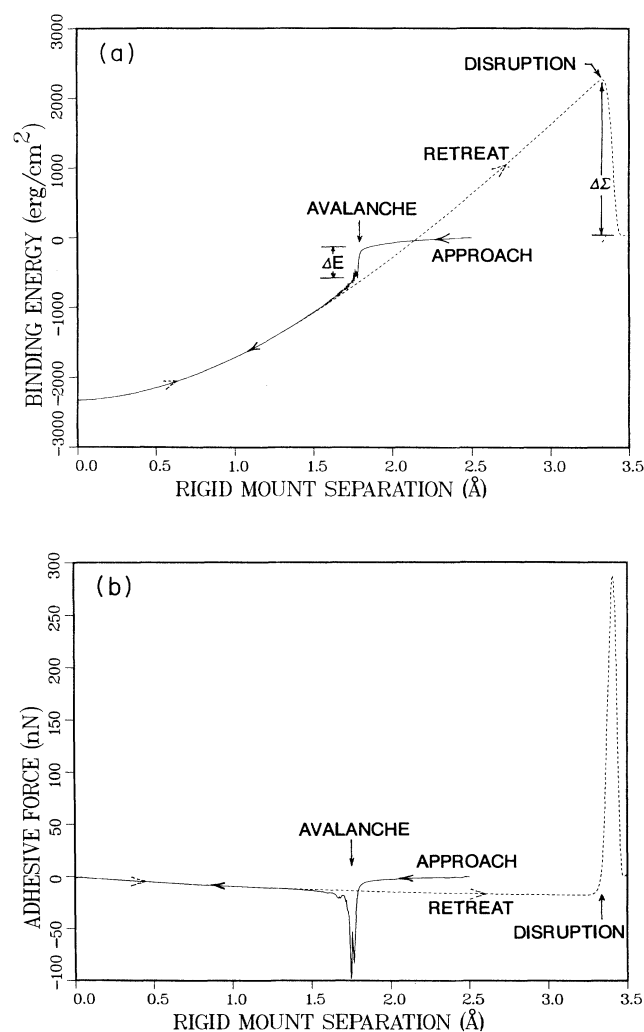 (a)
DISRUPTION
RETREAT
ΔΣ
AVALANCHE
ΔE
APPROACH
BINDING ENERGY (erg/cm²)
2000 3000
1000
0
-1000
-2000
-3000
0.0 0.5 1.0 1.5 2.0 2.5 3.0 3.5
RIGID MOUNT SEPARATION (Å)
(b)
AVALANCHE
APPROACH
RETREAT
DISRUPTION
ADHESIVE FORCE (nN)
300
250
200
150
100
50
0
-50
-100
0.0 0.5 1.0 1.5 2.0 2.5 3.0 3.5
RIGID MOUNT SEPARATION (Å)